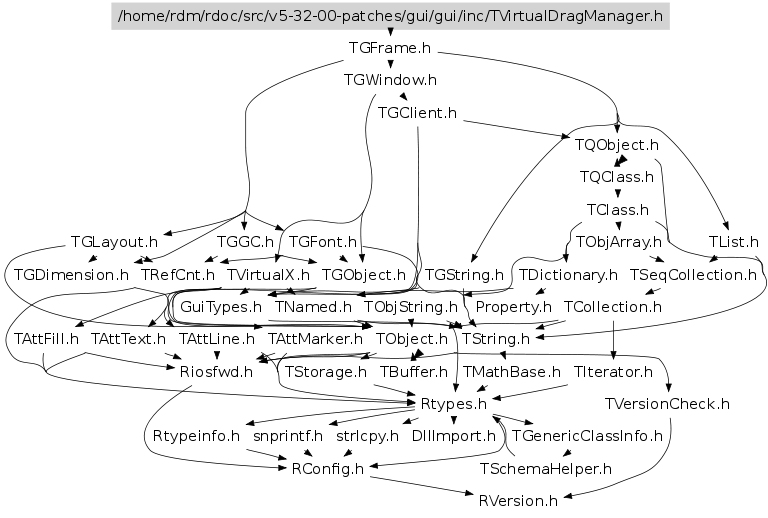 /home/rdm/rdoc/src/v5-32-00-patches/gui/gui/inc/TVirtualDragManager.h
TGFrame.h
TGWindow.h
TGClient.h
TQObject.h
TQClass.h
TClass.h
TGLayout.h TGGC.h TGFont.h TObjArray.h TList.h
TGDimension.h TRefCnt.h TVirtualX.h TGObject.h TGString.h TDictionary.h TSeqCollection.h
GuiTypes.h TNamed.h TObjString.h Property.h TCollection.h
TAttFill.h TAttText.h TAttLine.h TAttMarker.h TObject.h TString.h
Riosfwd.h TStorage.h TBuffer.h TMathBase.h TIterator.h
Rtypes.h TVersionCheck.h
Rtypeinfo.h snprintf.h strlcpy.h DllImport.h TGenericClassInfo.h
RConfig.h TSchemaHelper.h
RVersion.h